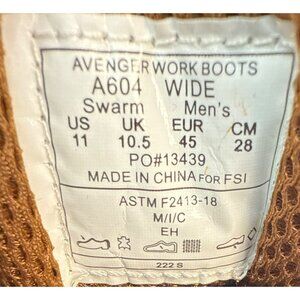 AVENGER WORK BOOTS
A604 WIDE
Swarm Men's
US UK EUR CM
11 10.5 45 28
PO#13439
MADE IN CHINA FOR FSI
ASTM F2413-18
M/I/C
EH
222 S